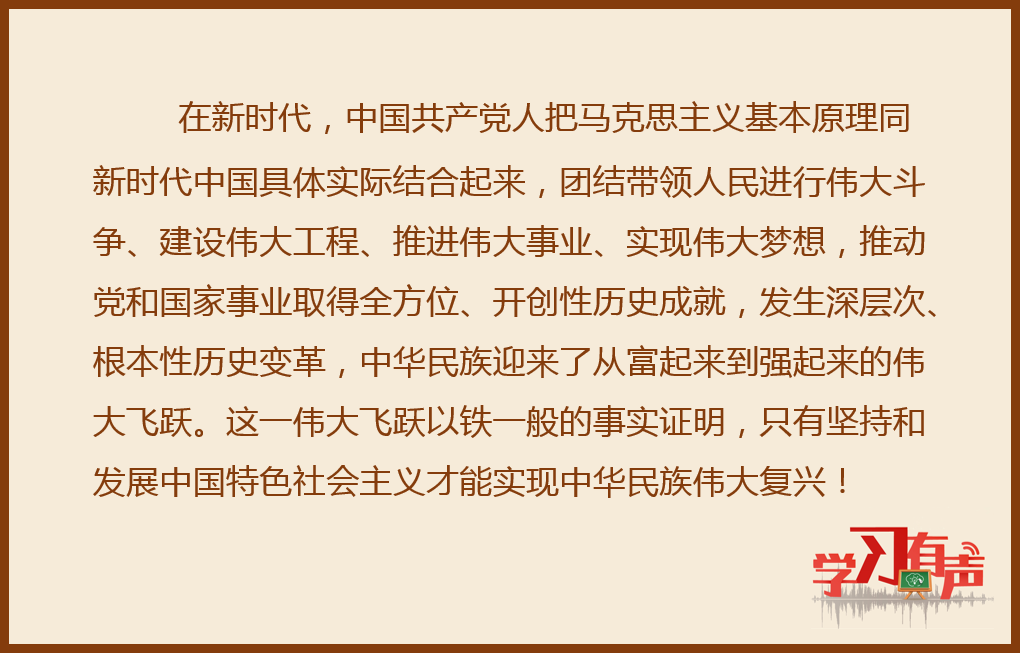 在新时代，中国共产党人把马克思主义基本原理同
新时代中国具体实际结合起来，团结带领人民进行伟大斗
争、建设伟大工程、推进伟大事业、实现伟大梦想，推动
党和国家事业取得全方位、开创性历史成就，发生深层次、
根本性历史变革，中华民族迎来了从富起来到强起来的伟
大飞跃。这一伟大飞跃以铁一般的事实证明，只有坚持和
发展中国特色社会主义才能实现中华民族伟大复兴！
学习有声